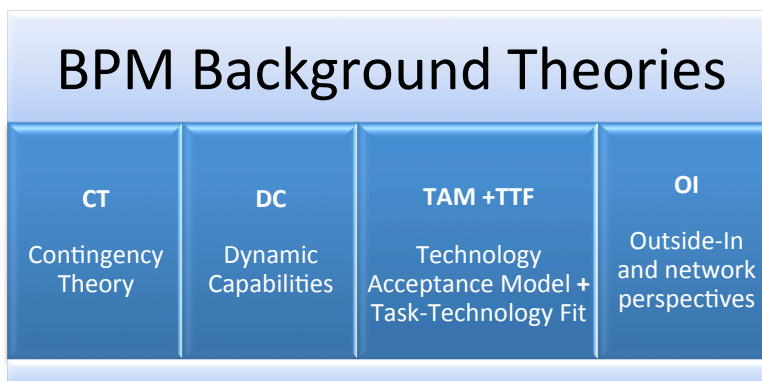 BPM Background Theories
CT
Contingency
Theory
DC
Dynamic
Capabilities
TAM +TTF
Technology
Acceptance Model +
Task-Technology Fit
OI
Outside-In
and network
perspectives